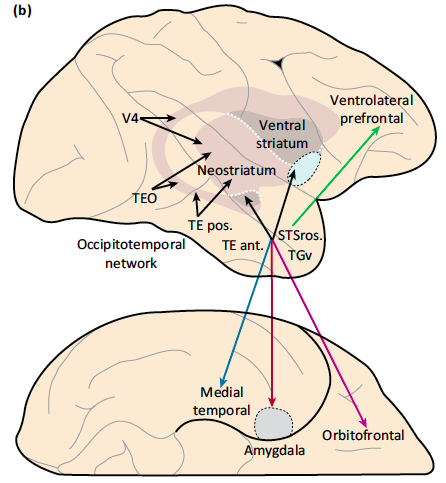 (b)
V4
Ventral
striatum
Ventrolateral
prefrontal
Neostriatum
TEO
TE pos.
Occipitotemporal
network
TE ant.
STSros.
TGv
Medial
temporal
Amygdala
Orbitofrontal